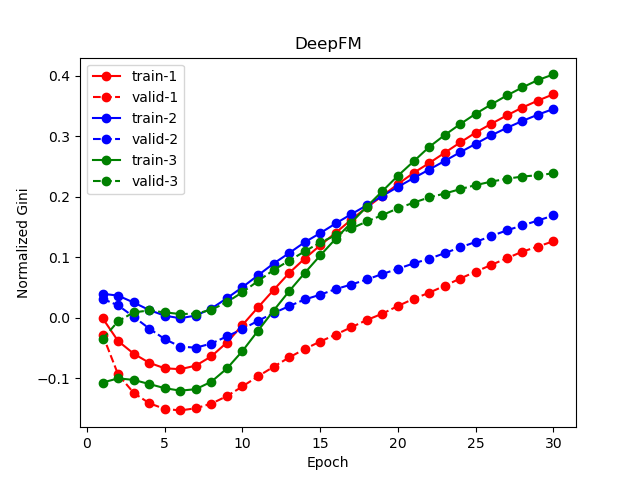 DeepFM
train-1
valid-1
train-2
valid-2
train-3
valid-3
Normalized Gini
0.4
0.3
0.2
0.1
0.0
−0.1
0 5 10 15 20 25 30
Epoch